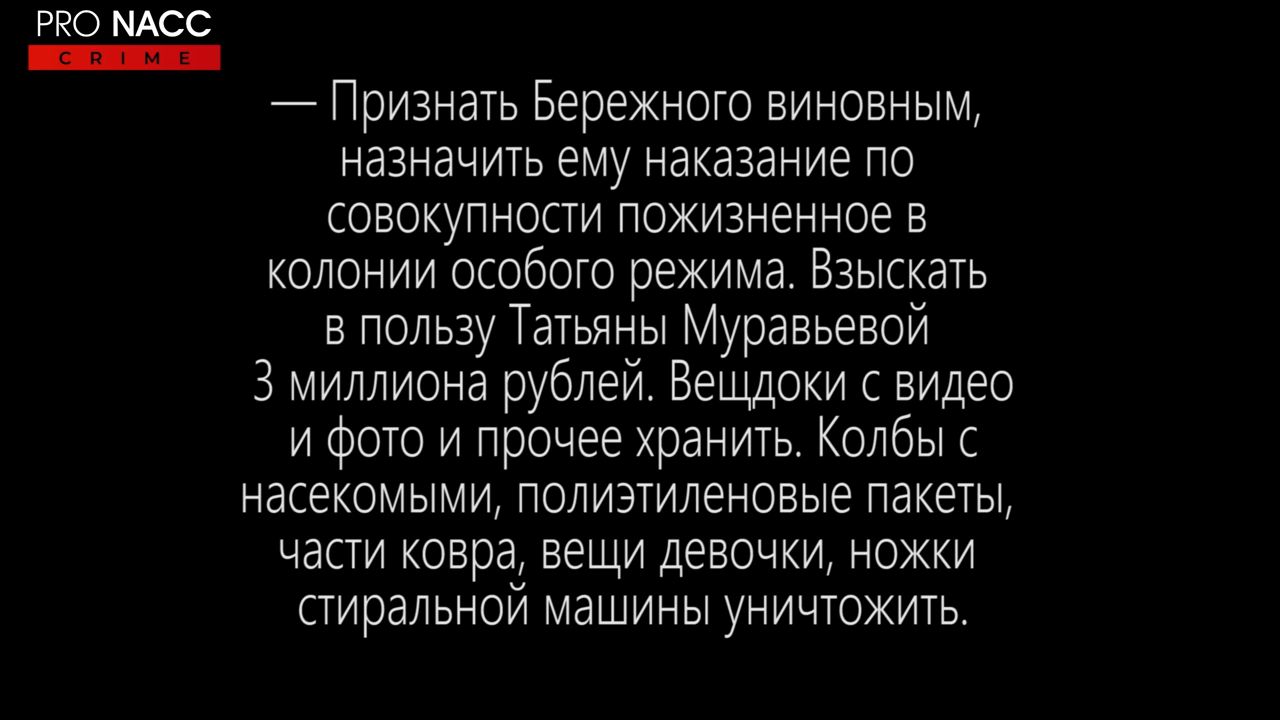 PRO NACC
CRIME
— Признать Бережного виновным,
назначить ему наказание по
совокупности пожизненное в
колонии особого режима. Взыскать
в пользу Татьяны Муравьевой
3 миллиона рублей. Вещдоки с видео
и фото и прочее хранить. Колбы с
насекомыми, полиэтиленовые пакеты,
части ковра, вещи девочки, ножки
стиральной машины уничтожить.